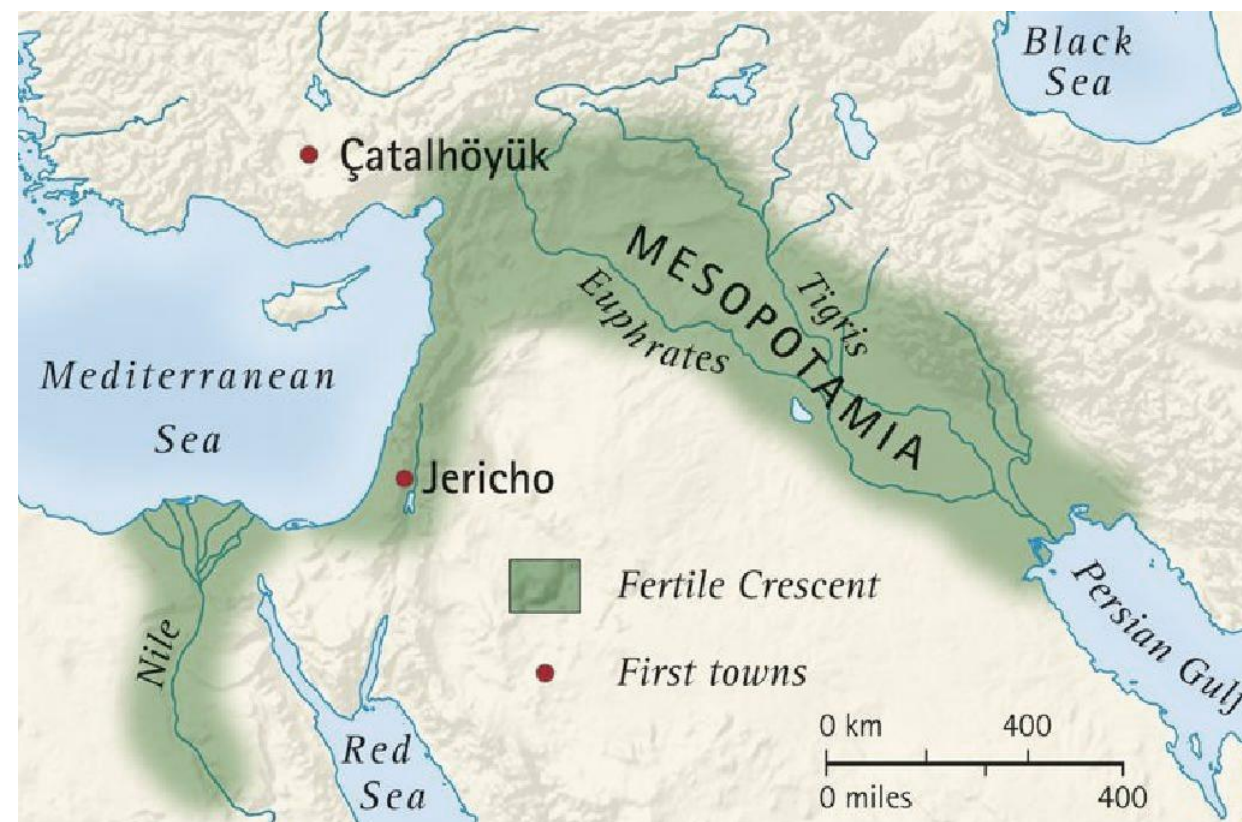 Black
Sea
Çatalhöyük
MESOPOTAMIA
Tigris
Euphrates
Mediterranean
Sea
Jericho
Fertile Crescent
Persian Gulf
Nile
First towns
0 km 400
Red
Sea
0 miles 400